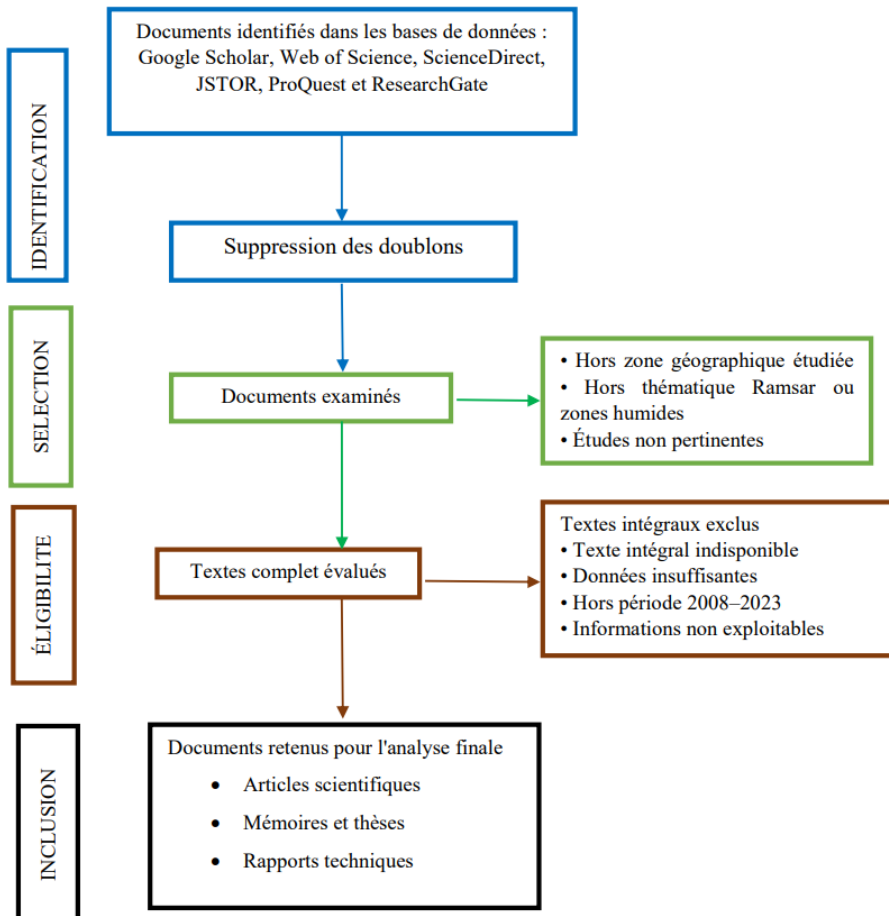 Documents identifiés dans les bases de données :
Google Scholar, Web of Science, ScienceDirect,
JSTOR, ProQuest et ResearchGate
IDENTIFICATION
Suppression des doublons
SELECTION
Documents examinés
• Hors zone géographique étudiée
• Hors thématique Ramsar ou
zones humides
• Études non pertinentes
ÉLIGIBILITE
Textes complet évalués
Textes intégraux exclus
• Texte intégral indisponible
• Données insuffisantes
• Hors période 2008–2023
• Informations non exploitables
INCLUSION
Documents retenus pour l'analyse finale
• Articles scientifiques
• Mémoires et thèses
• Rapports techniques